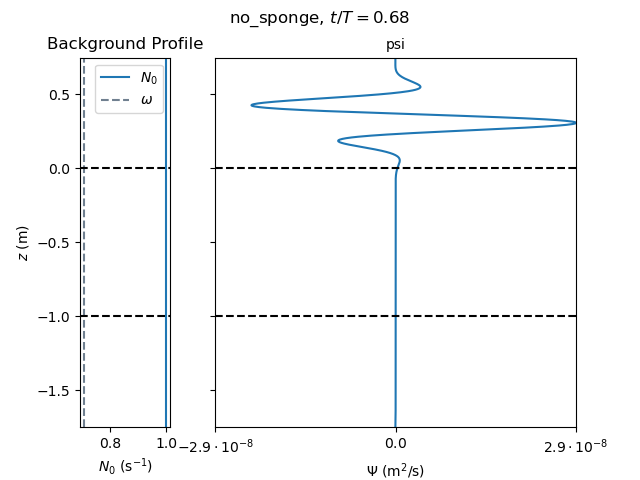 no_sponge, t/T = 0.68
Background Profile
psi
N₀
ω
0.5
0.0
−0.5
−1.0
−1.5
z (m)
0.8
1.0
−2.9 · 10⁻⁸
0.0
2.9 · 10⁻⁸
N₀ (s⁻¹)
Ψ (m²/s)